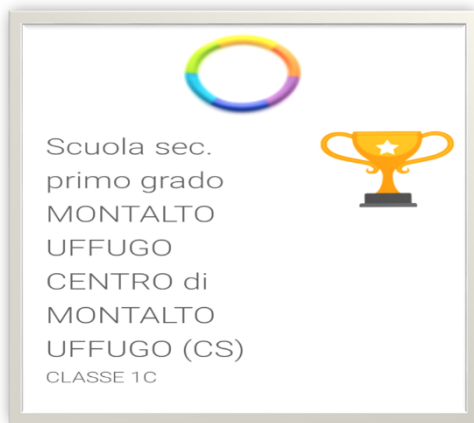 Scuola sec.
primo grado
MONTALTO
UFFUGO
CENTRO di
MONTALTO
UFFUGO (CS)
CLASSE 1C